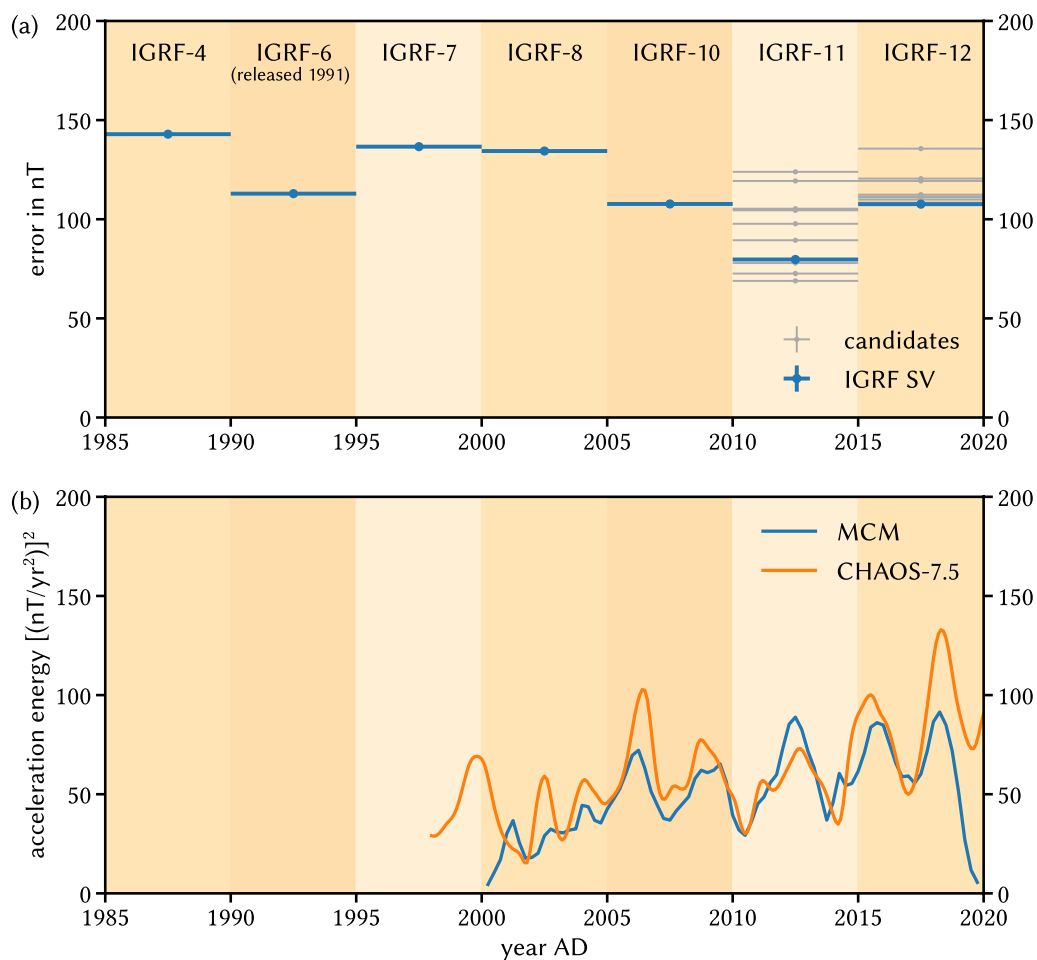 (a)
200
IGRF-4 IGRF-6 IGRF-7 IGRF-8 IGRF-10 IGRF-11 IGRF-12
(released 1991)
200
150
150
error in nT
100
100
50
50
candidates
IGRF SV
0
0
1985 1990 1995 2000 2005 2010 2015 2020
(b)
200
200
MCM
CHAOS-7.5
150
150
acceleration energy [(nT/yr²)]²
100
100
50
50
0
0
1985 1990 1995 2000 2005 2010 2015 2020
year AD